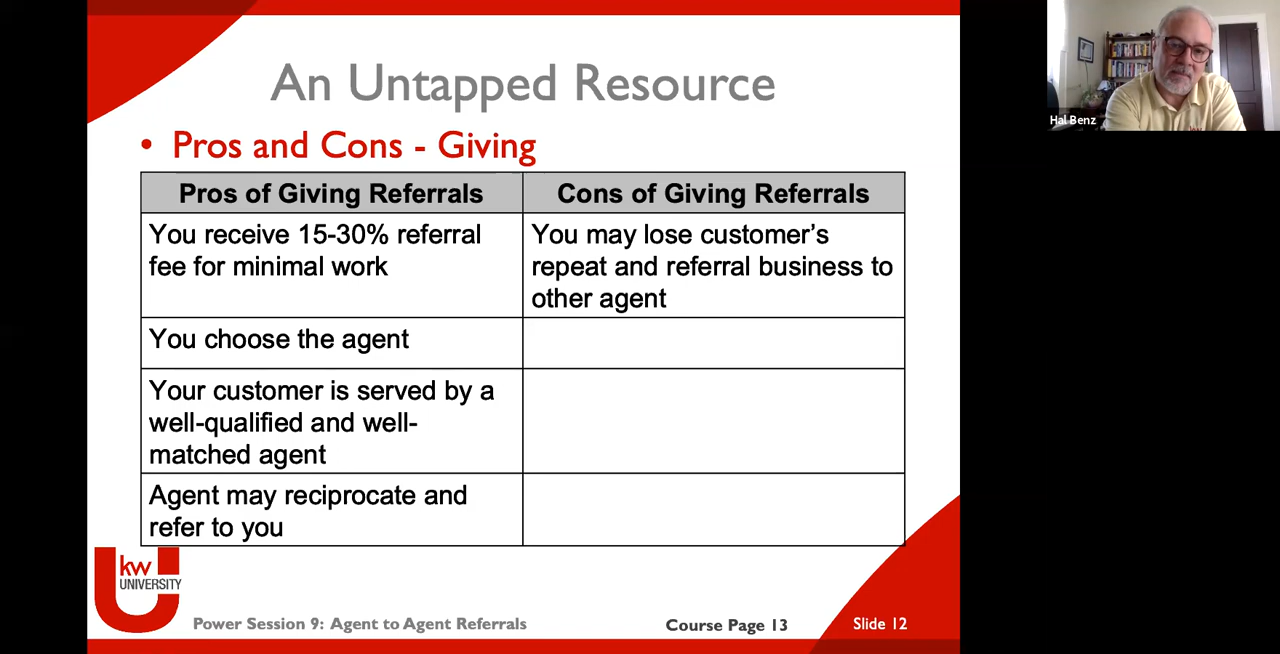 An Untapped Resource
• Pros and Cons - Giving
Pros of Giving Referrals
Cons of Giving Referrals
You receive 15-30% referral
fee for minimal work
You may lose customer's
repeat and referral business to
other agent
You choose the agent
Your customer is served by a
well-qualified and well-
matched agent
Agent may reciprocate and
refer to you
kw
UNIVERSITY
Power Session 9: Agent to Agent Referrals
Course Page 13
Slide 12
Hal Benz